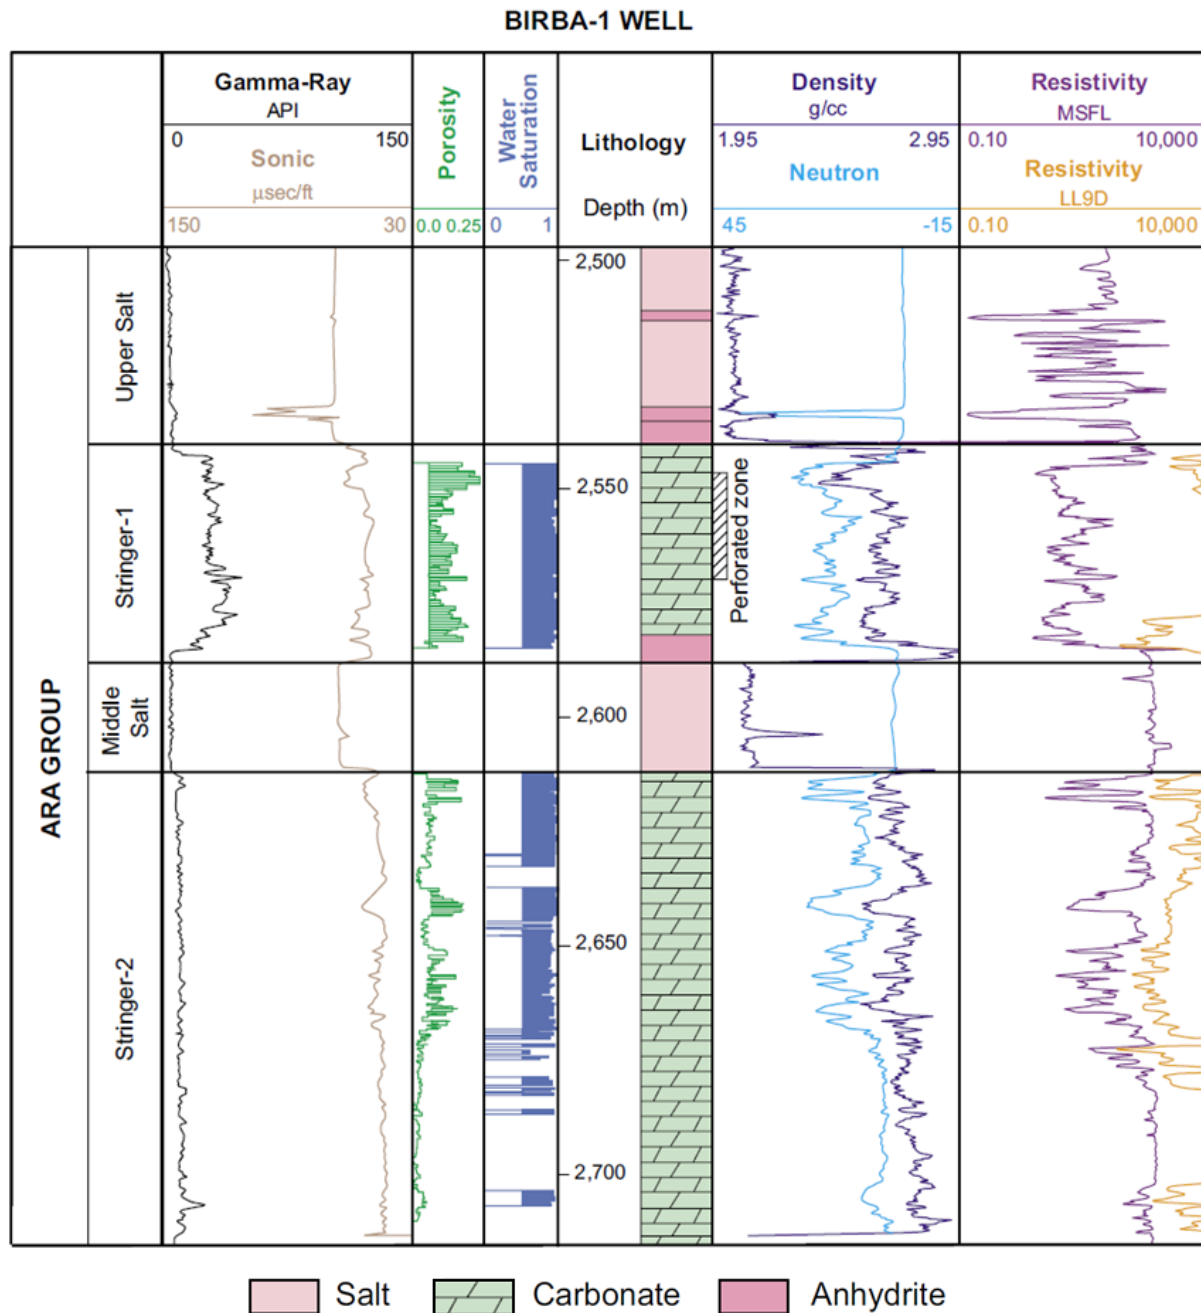 BIRBA-1 WELL
Gamma-Ray
API
0 150
Sonic
μsec/ft
150 30
Porosity
0.0 0.25
Water
Saturation
0 1
Lithology
Depth (m)
Density
g/cc
1.95 2.95
Neutron
45 -15
Resistivity
MSFL
0.10 10,000
Resistivity
LL9D
0.10 10,000
ARA GROUP
Upper Salt
Stringer-1
Middle
Salt
Stringer-2
2,500
2,550
2,600
2,650
2,700
Perforated zone
Salt
Carbonate
Anhydrite